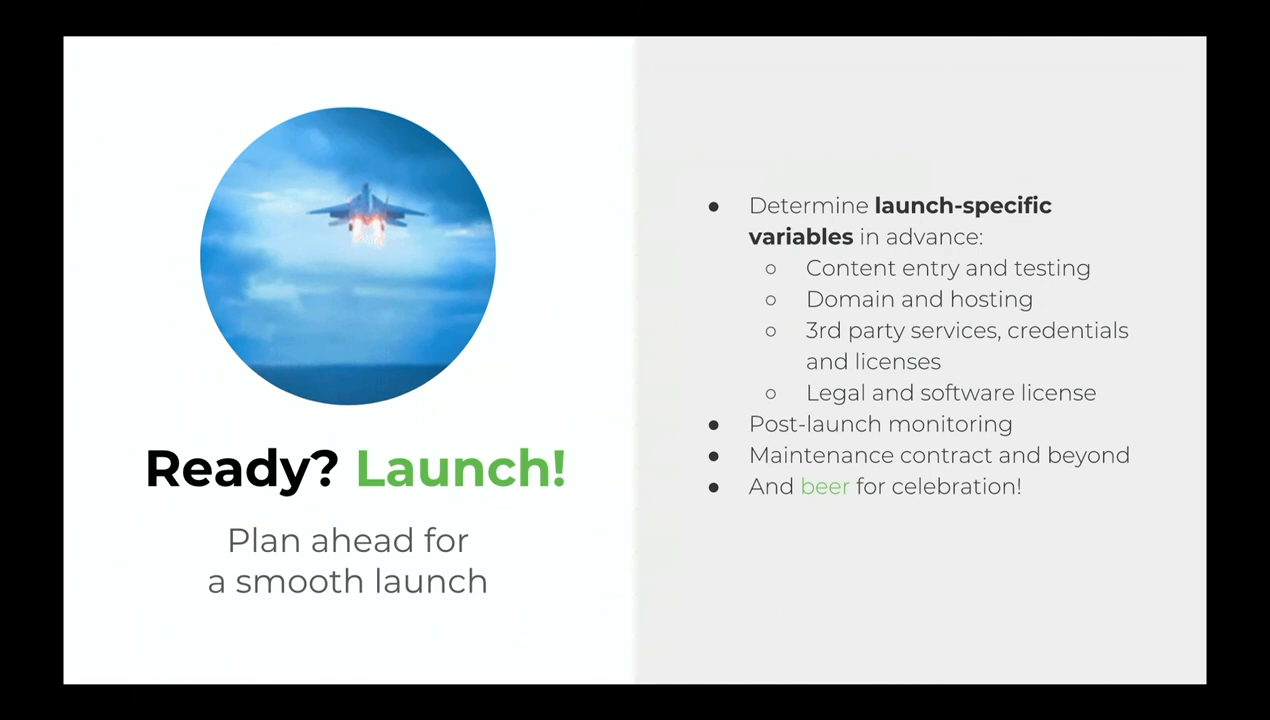 Ready? Launch!
Plan ahead for
a smooth launch
● Determine launch-specific
variables in advance:
○ Content entry and testing
○ Domain and hosting
○ 3rd party services, credentials
and licenses
○ Legal and software license
● Post-launch monitoring
● Maintenance contract and beyond
● And beer for celebration!